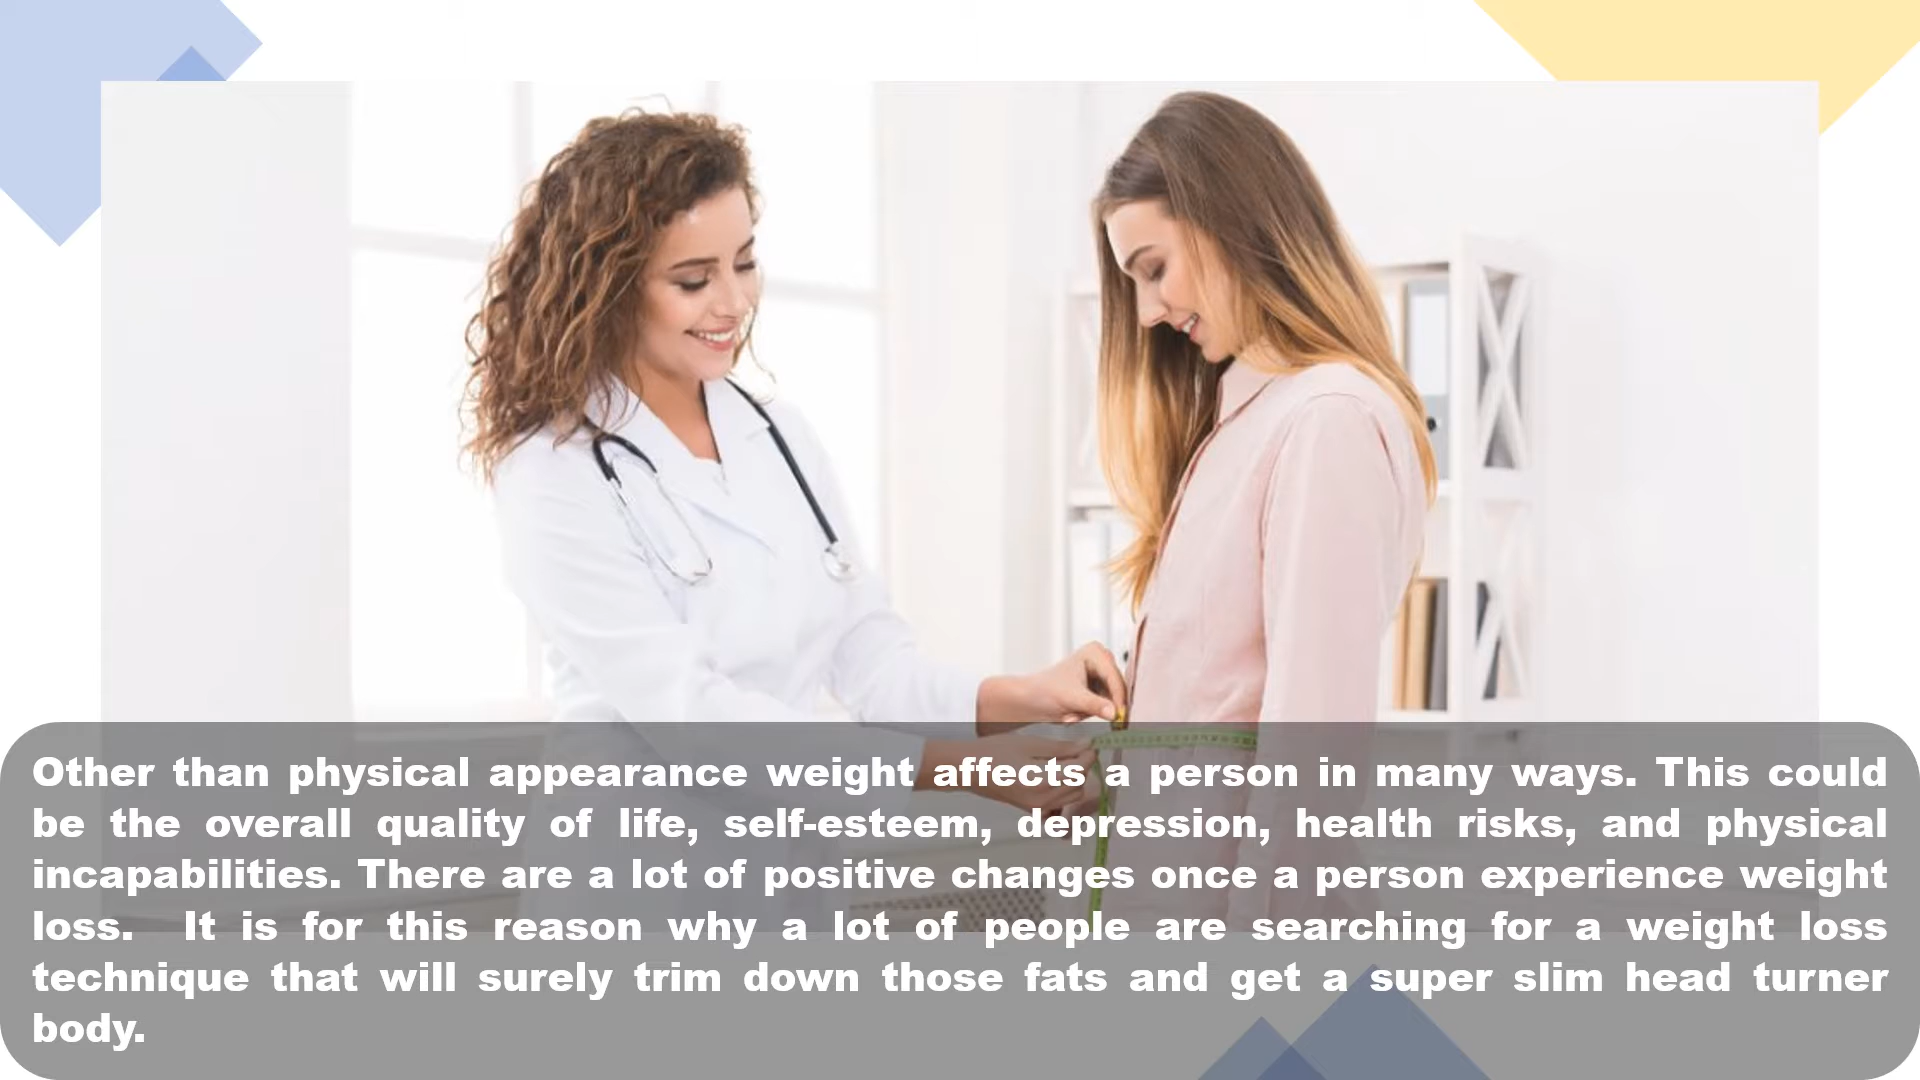 Other than physical appearance weight affects a person in many ways. This could
be the overall quality of life, self-esteem, depression, health risks, and physical
incapabilities. There are a lot of positive changes once a person experience weight
loss.  It is for this reason why a lot of people are searching for a weight loss
technique that will surely trim down those fats and get a super slim head turner
body.